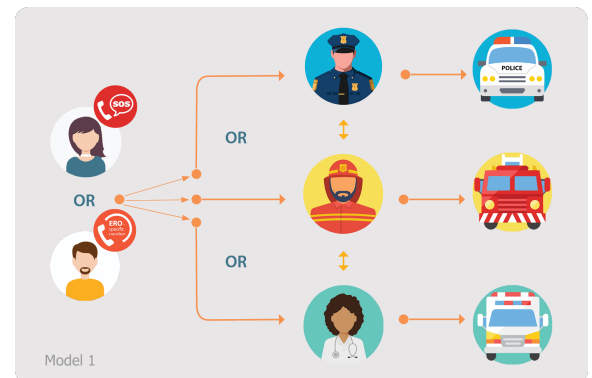 SOS
POLICE
OR
OR
ERO
specific
number
OR
Model 1